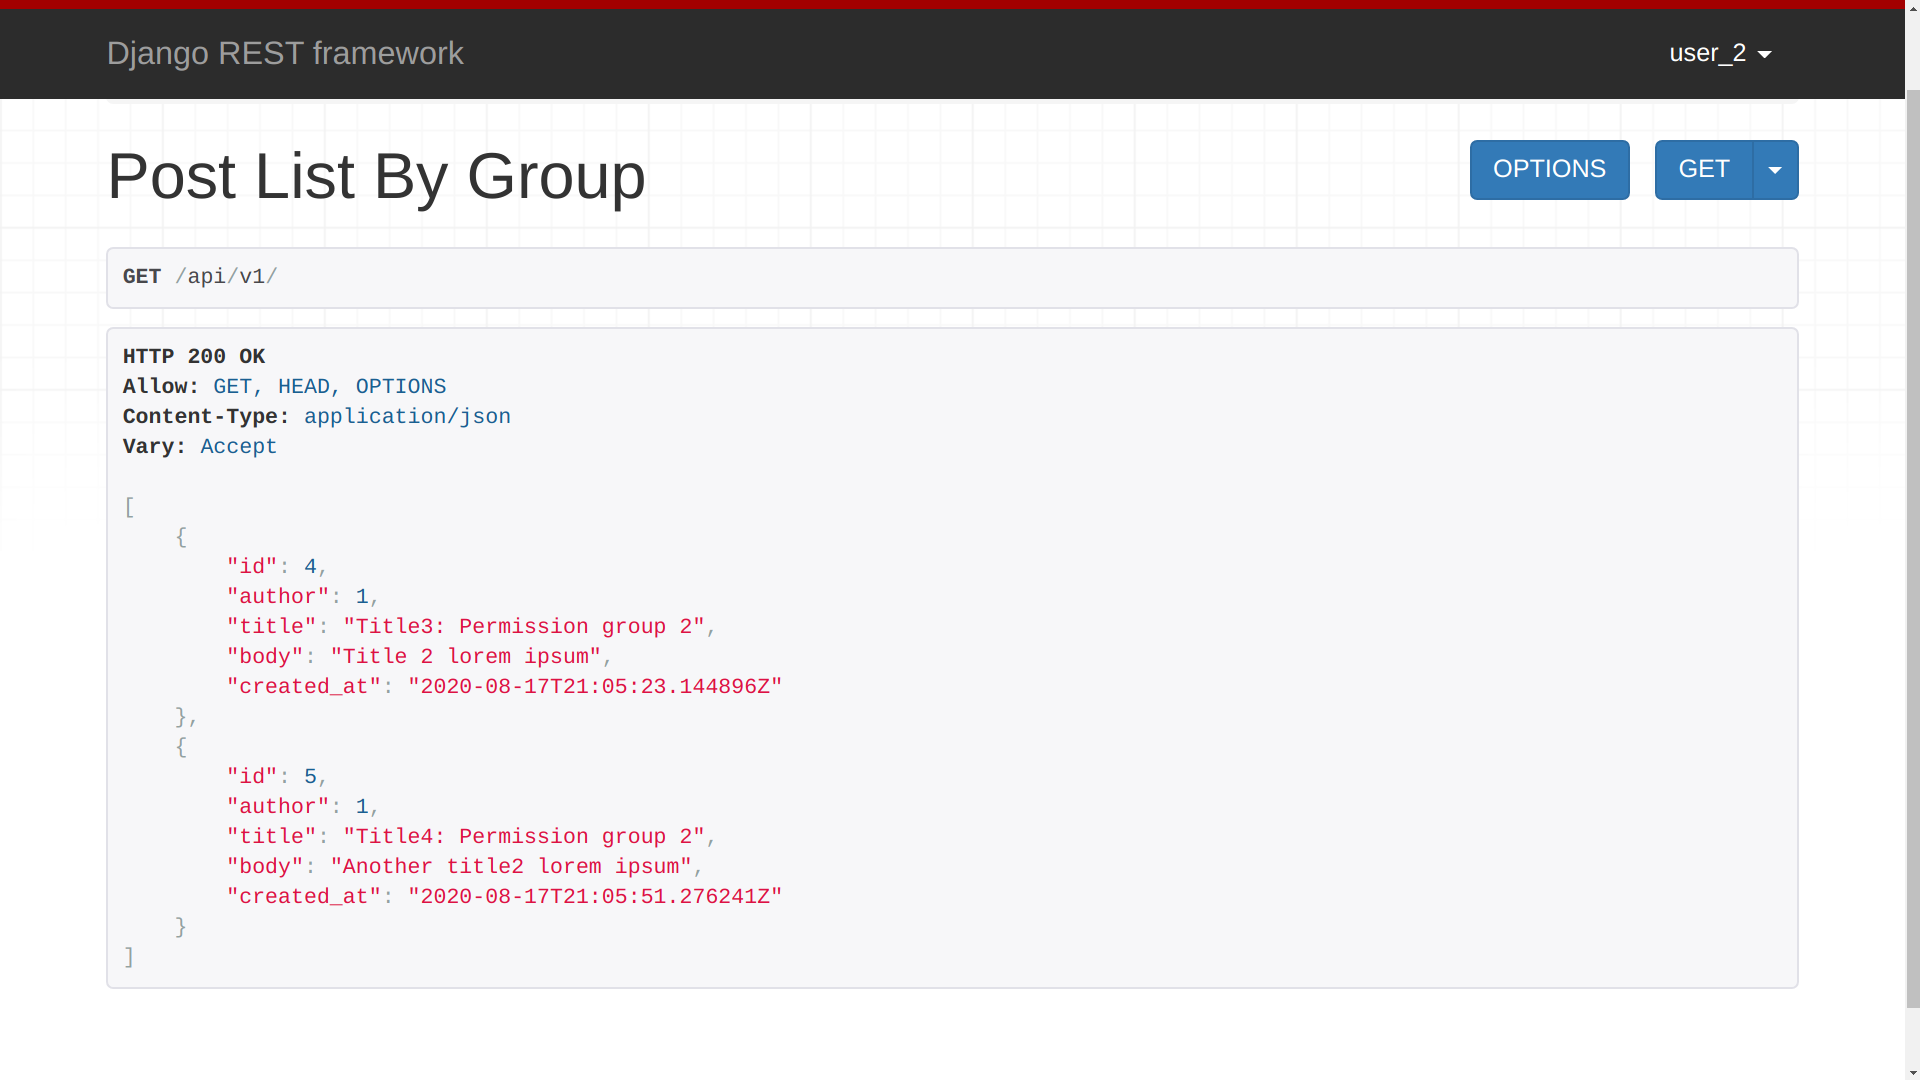 Django REST framework
user_2
Post List By Group
OPTIONS
GET
GET /api/v1/
HTTP 200 OK
Allow: GET, HEAD, OPTIONS
Content-Type: application/json
Vary: Accept
[
    {
        "id": 4,
        "author": 1,
        "title": "Title3: Permission group 2",
        "body": "Title 2 lorem ipsum",
        "created_at": "2020-08-17T21:05:23.144896Z"
    },
    {
        "id": 5,
        "author": 1,
        "title": "Title4: Permission group 2",
        "body": "Another title2 lorem ipsum",
        "created_at": "2020-08-17T21:05:51.276241Z"
    }
]